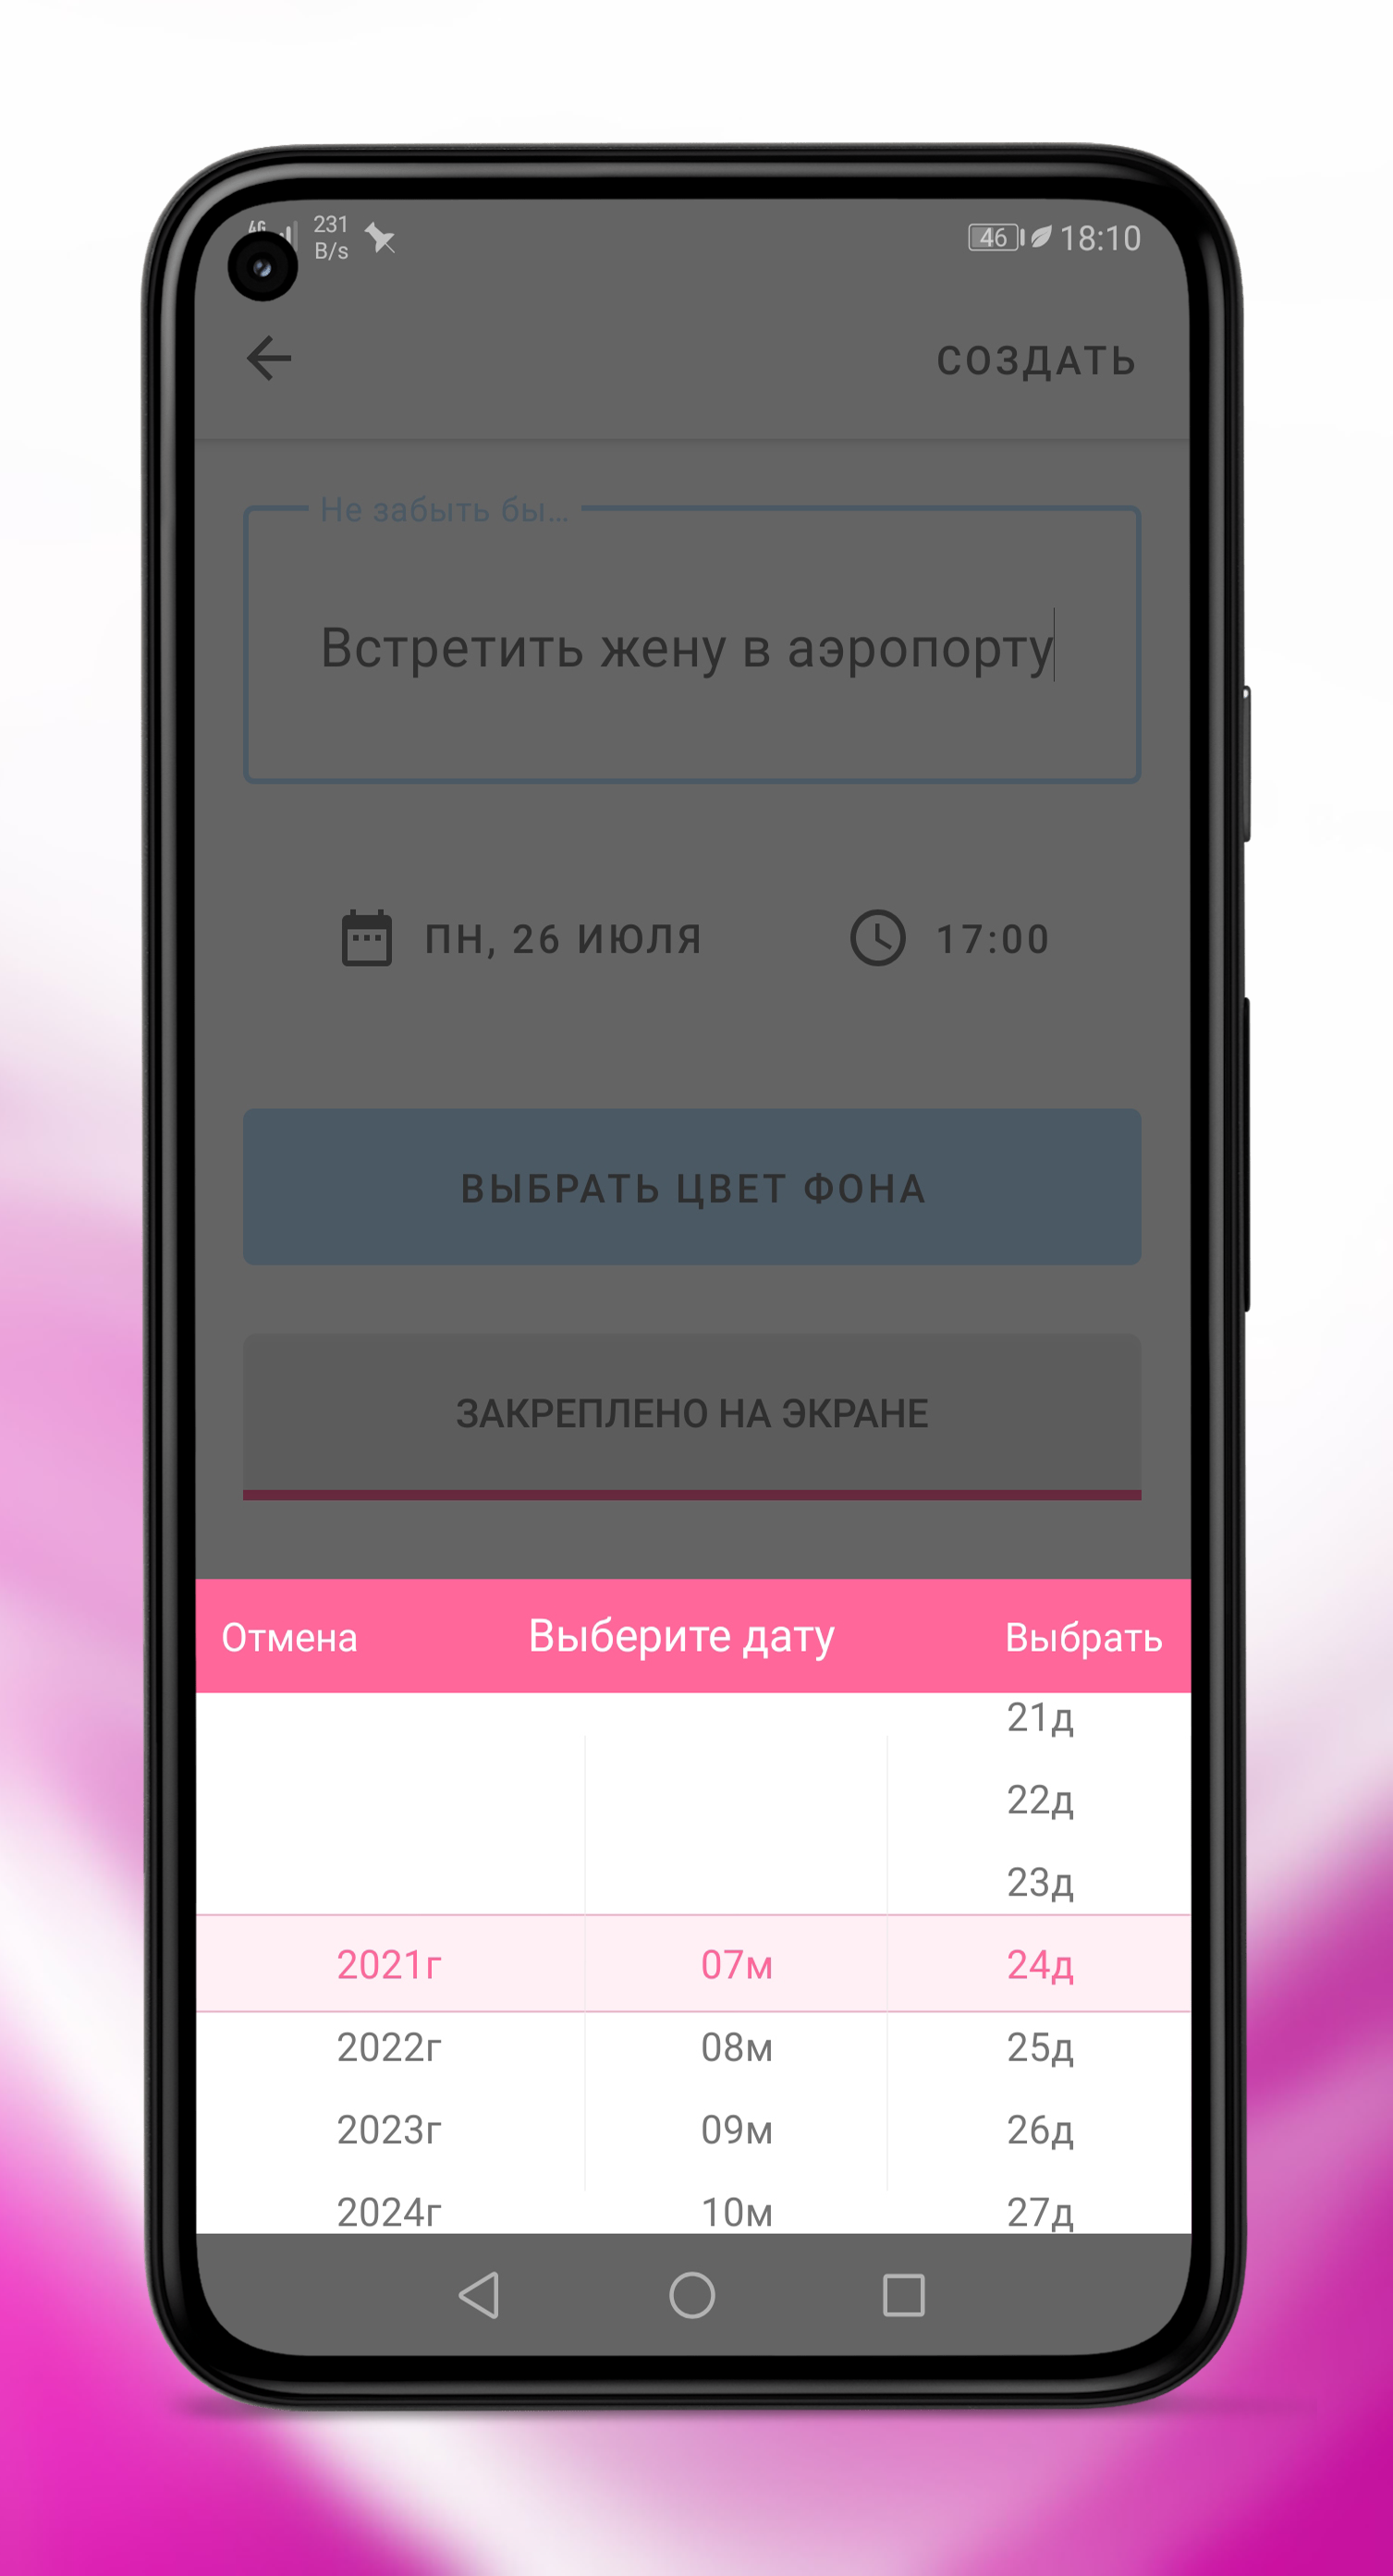 4G 231 B/s 46 18:10
СОЗДАТЬ
Не забыть бы...
Встретить жену в аэропорту
ПН, 26 ИЮЛЯ 17:00
ВЫБРАТЬ ЦВЕТ ФОНА
ЗАКРЕПЛЕНО НА ЭКРАНЕ
Отмена Выберите дату Выбрать
21д
22д
23д
2021г 07м 24д
2022г 08м 25д
2023г 09м 26д
2024г 10м 27д